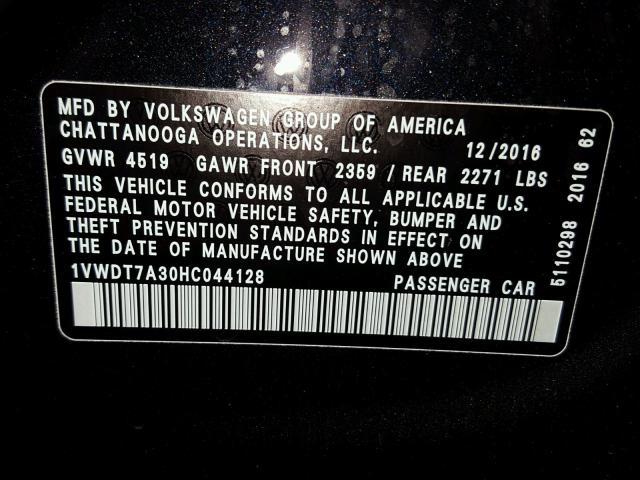 MFD BY VOLKSWAGEN GROUP OF AMERICA
CHATTANOOGA OPERATIONS, LLC. 12/2016
GVWR 4519 GAWR FRONT 2359 / REAR 2271 LBS
THIS VEHICLE CONFORMS TO ALL APPLICABLE U.S.
FEDERAL MOTOR VEHICLE SAFETY, BUMPER AND
THEFT PREVENTION STANDARDS IN EFFECT ON
THE DATE OF MANUFACTURE SHOWN ABOVE
1VWDT7A30HC044128 PASSENGER CAR
5110298 2016 62